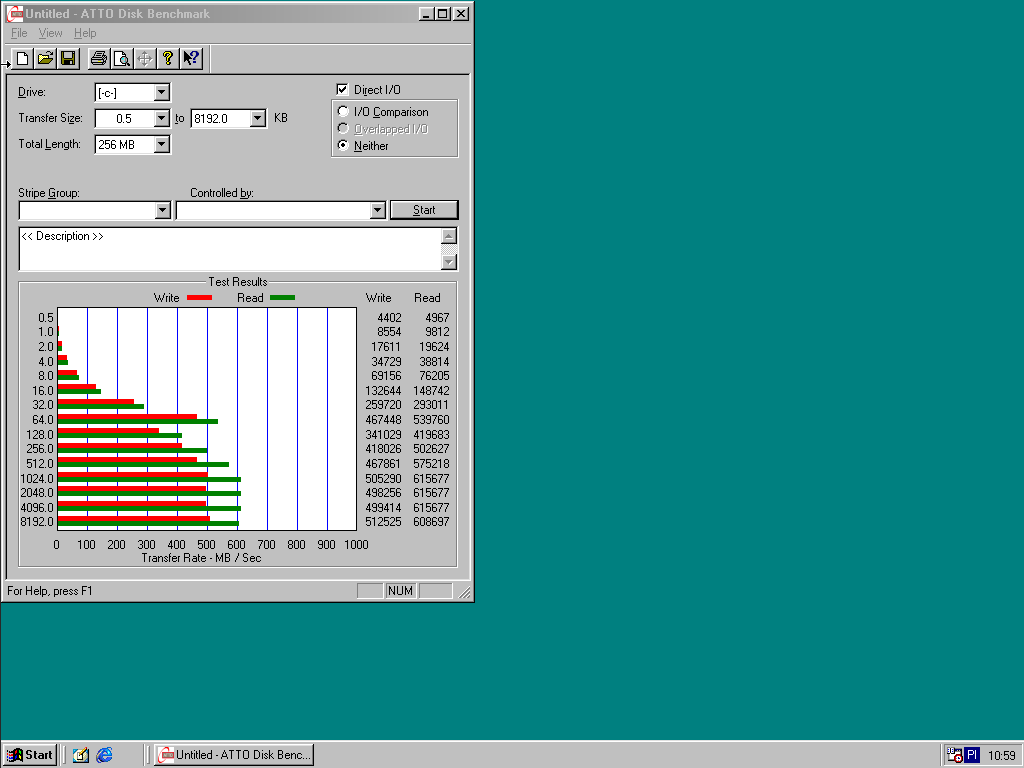 Untitled - ATTO Disk Benchmark
File View Help
Drive: [-c-] Direct I/O
Transfer Size: 0.5 to 8192.0 KB I/O Comparison
Overlapped I/O
Total Length: 256 MB Neither
Stripe Group: Controlled by:
Start
<< Description >>
Test Results
Write Read Write Read
0.5 4402 4967
1.0 8554 9812
2.0 17611 19624
4.0 34729 38814
8.0 69156 76205
16.0 132644 148742
32.0 259720 293011
64.0 467448 539760
128.0 341029 419683
256.0 418026 502627
512.0 467861 575218
1024.0 505290 615677
2048.0 498256 615677
4096.0 499414 615677
8192.0 512525 608697
0 100 200 300 400 500 600 700 800 900 1000
Transfer Rate - MB / Sec
For Help, press F1 NUM
Start Untitled - ATTO Disk Benc... Pl 10:59